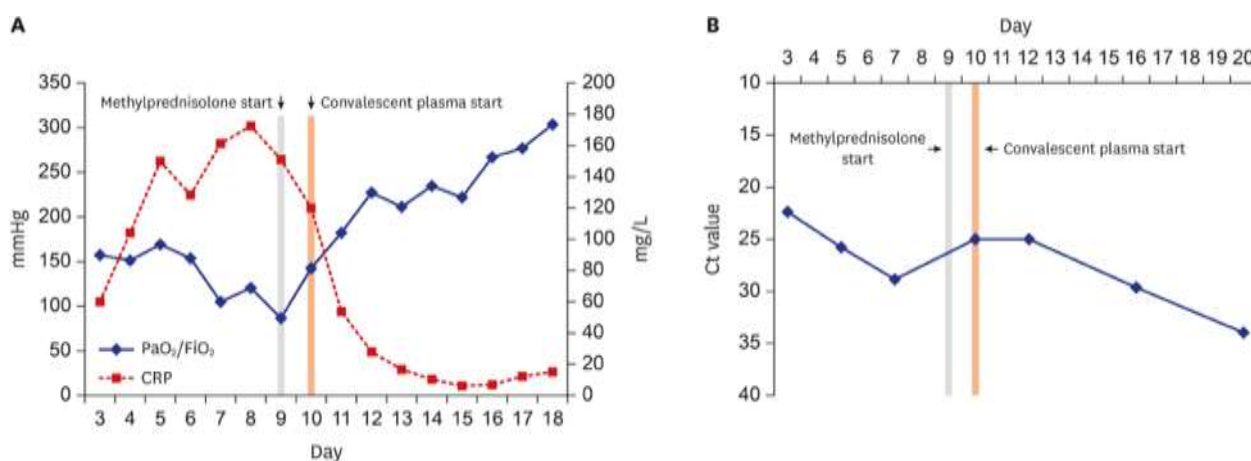 A
350
300
250
200
150
100
50
0
mmHg
Methylprednisolone start
Convalescent plasma start
200
180
160
140
120
100
80
60
40
20
0
mg/L
PaO₂/FiO₂
CRP
3 4 5 6 7 8 9 10 11 12 13 14 15 16 17 18
Day
B
Day
3 4 5 6 7 8 9 10 11 12 13 14 15 16 17 18 19 20
10
15
20
25
30
35
40
Ct value
Methylprednisolone
start
Convalescent plasma start